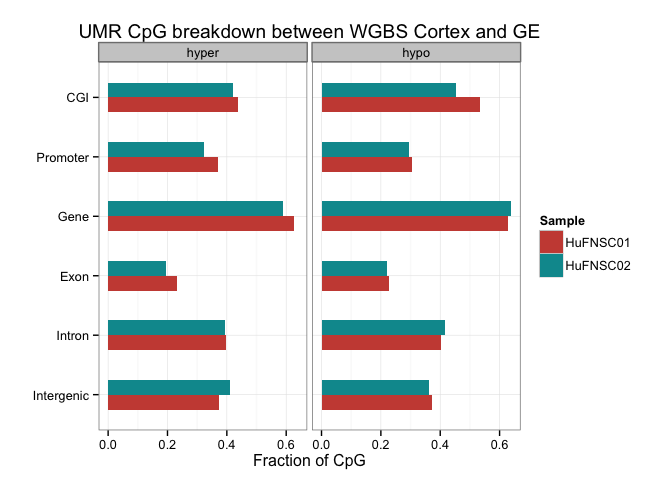 UMR CpG breakdown between WGBS Cortex and GE
hyper
hypo
CGI
Promoter
Gene
Exon
Intron
Intergenic
0.0 0.2 0.4 0.6 0.0 0.2 0.4 0.6
Fraction of CpG
Sample
HuFNSC01
HuFNSC02